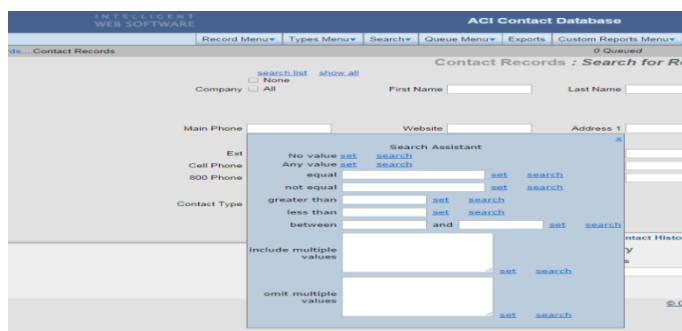 INTELLIGENT
WEB SOFTWARE
ACI Contact Database
Record Menu Types Menu Search Queue Menu Exports Custom Reports Menu
Contact Records 0 Queued
Contact Records : Search for
search list show all
None
Company All First Name Last Name
Main Phone Website Address 1
x
Search Assistant
Ext No value set search
Cell Phone Any value set search
800 Phone equal set search
not equal set search
Contact Type greater than set search
less than set search
between and set search
include multiple
values
set search
omit multiple
values
set search